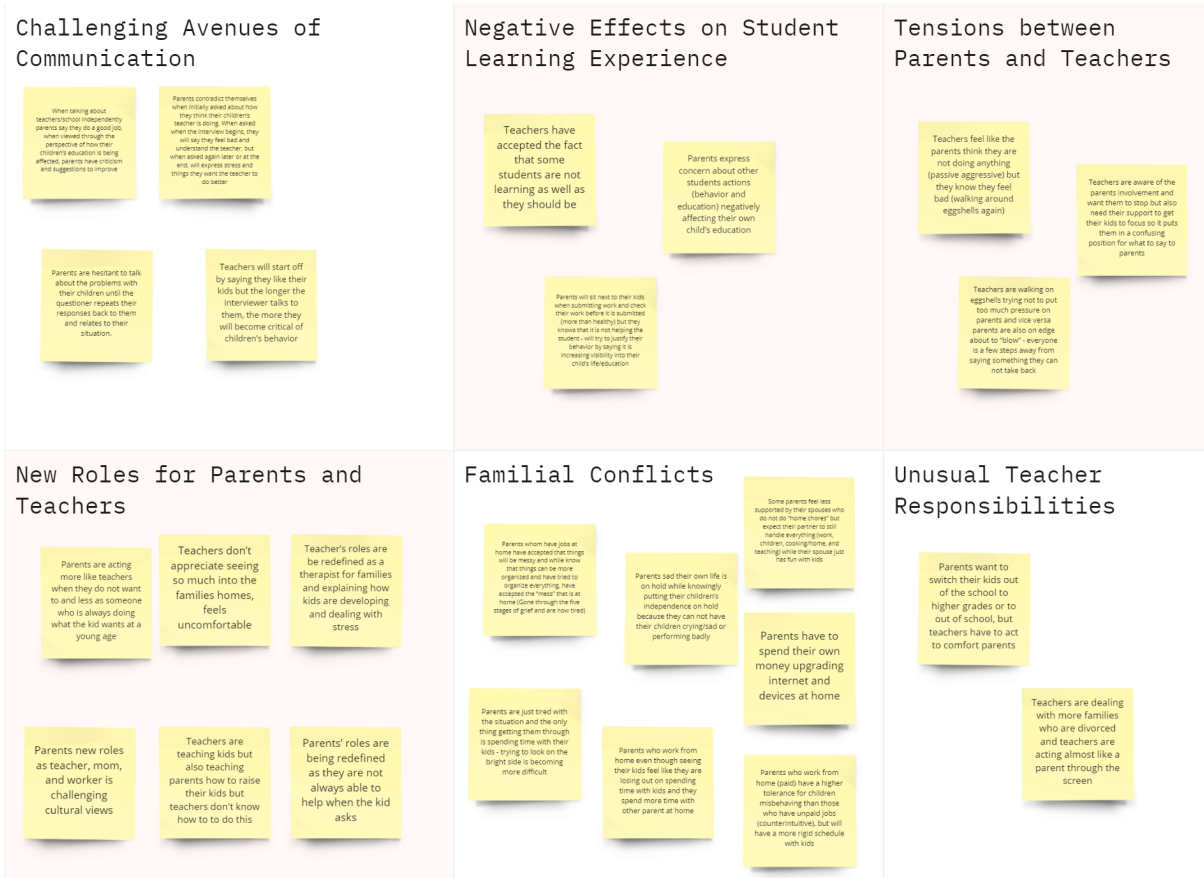 Challenging Avenues of
Communication
When talking about
teachers/school independently
parents say they do a good job,
when viewed through the
perspective of how their
children's education is being
affected, parents have criticism
and suggestions to improve
Parents contradict themselves
when initially asked about how
they think their children's
teacher is doing. When asked
when the interview begins, they
will say they feel bad and
understand the teacher, but
when asked again later or at the
end, will express stress and
things they want the teacher to
do better
Parents are hesitant to talk
about the problems with
their children until the
questioner repeats their
responses back to them
and relates to their
situation.
Teachers will start off
by saying they like their
kids but the longer the
interviewer talks to
them, the more they
will become critical of
children's behavior
Negative Effects on Student
Learning Experience
Teachers have
accepted the fact
that some
students are not
learning as well as
they should be
Parents express
concern about other
students actions
(behavior and
education) negatively
affecting their own
child's education
Parents will sit next to their kids
when submitting work and check
their work before it is submitted
(more than healthy) but they
knows that it is not helping the
student - will try to justify their
behavior by saying it is
increasing visibility into their
child's life/education
Tensions between
Parents and Teachers
Teachers feel like the
parents think they are
not doing anything
(passive aggressive) but
they know they feel
bad (walking around
eggshells again)
Teachers are aware of the
parents involvement and
want them to stop but also
need their support to get
their kids to focus so it puts
them in a confusing
position for what to say to
parents
Teachers are walking on
eggshells trying not to put
too much pressure on
parents and vice versa
parents are also on edge
about to "blow" - everyone
is a few steps away from
saying something they can
not take back
New Roles for Parents and
Teachers
Parents are acting
more like teachers
when they do not want
to and less as someone
who is always doing
what the kid wants at a
young age
Teachers don't
appreciate seeing
so much into the
families homes,
feels
uncomfortable
Teacher's roles are
be redefined as a
therapist for families
and explaining how
kids are developing
and dealing with
stress
Parents new roles
as teacher, mom,
and worker is
challenging
cultural views
Teachers are
teaching kids but
also teaching
parents how to raise
their kids but
teachers don't know
how to to do this
Parents' roles are
being redefined
as they are not
always able to
help when the kid
asks
Familial Conflicts
Parents whom have jobs at
home have accepted that things
will be messy and while know
that things can be more
organized and have tried to
organize everything, have
accepted the "mess" that is at
home (Gone through the five
stages of grief and are now tired)
Parents sad their own life is
on hold while knowingly
putting their children's
independence on hold
because they can not have
their children crying/sad or
performing badly
Some parents feel less
supported by their spouses who
do not do "home chores" but
expect their partner to still
handle everything (work,
children, cooking/home, and
teaching) while their spouse just
has fun with kids
Parents have to
spend their own
money upgrading
internet and
devices at home
Parents are just tired with
the situation and the only
thing getting them through
is spending time with their
kids - trying to look on the
bright side is becoming
more difficult
Parents who work from
home even though seeing
their kids feel like they are
losing out on spending
time with kids and they
spend more time with
other parent at home
Parents who work from
home (paid) have a higher
tolerance for children
misbehaving than those
who have unpaid jobs
(counterintuitive), but will
have a more rigid schedule
with kids
Unusual Teacher
Responsibilities
Parents want to
switch their kids out
of the school to
higher grades or to
out of school, but
teachers have to act
to comfort parents
Teachers are dealing
with more families
who are divorced
and teachers are
acting almost like a
parent through the
screen